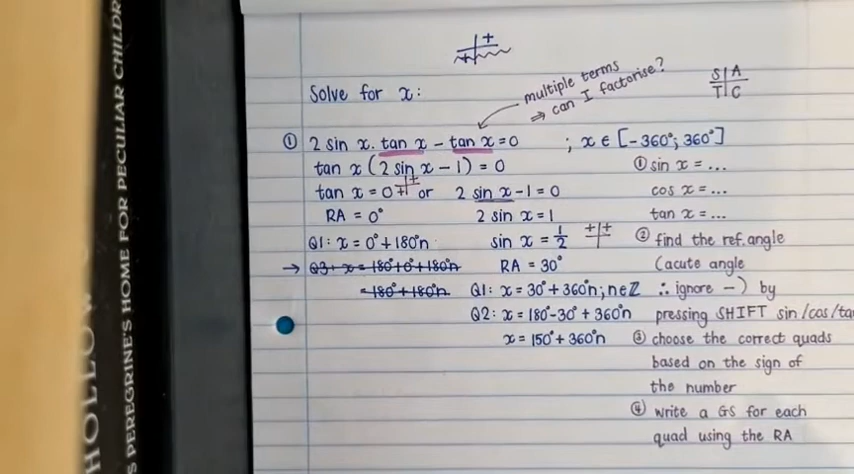 HOLLOW
S PEREGRINE'S HOME FOR PECULIAR CHILDR
+
+
Solve for x:
multiple terms
⇒ can I factorise?
S A
T C
① 2 sin x. tan x - tan x = 0 ; x ∈ [-360°; 360°]
tan x (2 sin x - 1) = 0
① sin x = ...
tan x = 0 + + or 2 sin x - 1 = 0
cos x = ...
RA = 0° 2 sin x = 1
tan x = ...
Q1: x = 0° + 180°n sin x = 1/2 + +
② find the ref. angle
→ Q3: x = 180° + 0° + 180°n RA = 30°
(acute angle
= 180° + 180°n Q1: x = 30° + 360°n; n∈ℤ
∴ ignore -) by
Q2: x = 180° - 30° + 360°n
pressing SHIFT sin/cos/tan
x = 150° + 360°n
③ choose the correct quads
based on the sign of
the number
④ write a GS for each
quad using the RA